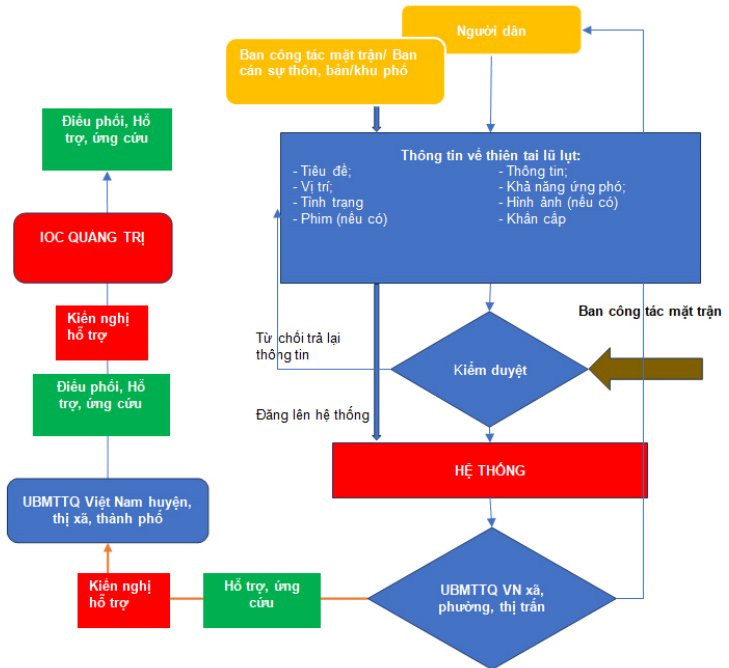 Người dân
Ban công tác mặt trận/ Ban
cán sự thôn, bản/khu phố
Thông tin về thiên tai lũ lụt:
- Tiêu đề;
- Vị trí;
- Tình trạng
- Phim (nếu có)
- Thông tin;
- Khả năng ứng phó;
- Hình ảnh (nếu có)
- Khẩn cấp
Ban công tác mặt trận
Từ chối trả lại
thông tin
Kiểm duyệt
Đăng lên hệ thống
HỆ THỐNG
UBMTTQ VN xã,
phường, thị trấn
Hỗ trợ, ứng
cứu
Kiến nghị
hỗ trợ
UBMTTQ Việt Nam huyện,
thị xã, thành phố
Điều phối, Hỗ
trợ, ứng cứu
Kiến nghị
hỗ trợ
IOC QUẢNG TRỊ
Điều phối, Hỗ
trợ, ứng cứu